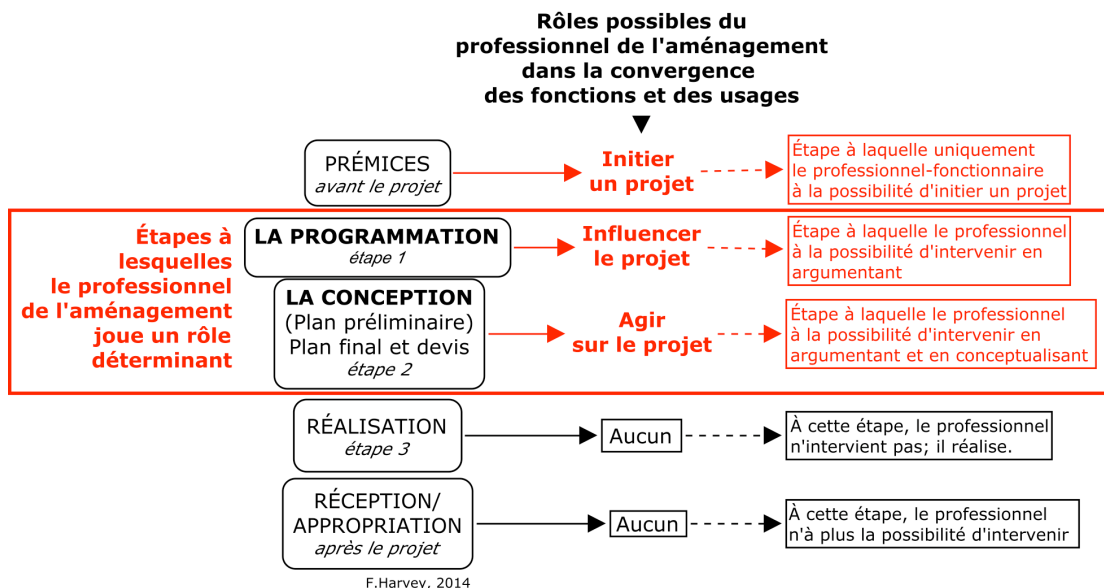 Rôles possibles du
professionnel de l'aménagement
dans la convergence
des fonctions et des usages
PRÉMICES
avant le projet
Initier
un projet
Étape à laquelle uniquement
le professionnel-fonctionnaire
à la possibilité d'initier un projet
Étapes à
lesquelles
le professionnel
de l'aménagement
joue un rôle
déterminant
LA PROGRAMMATION
étape 1
Influencer
le projet
Étape à laquelle le professionnel
à la possibilité d'intervenir en
argumentant
LA CONCEPTION
(Plan préliminaire)
Plan final et devis
étape 2
Agir
sur le projet
Étape à laquelle le professionnel
à la possibilité d'intervenir en
argumentant et en conceptualisant
RÉALISATION
étape 3
Aucun
À cette étape, le professionnel
n'intervient pas; il réalise.
RÉCEPTION/
APPROPRIATION
après le projet
Aucun
À cette étape, le professionnel
n'à plus la possibilité d'intervenir
F.Harvey, 2014